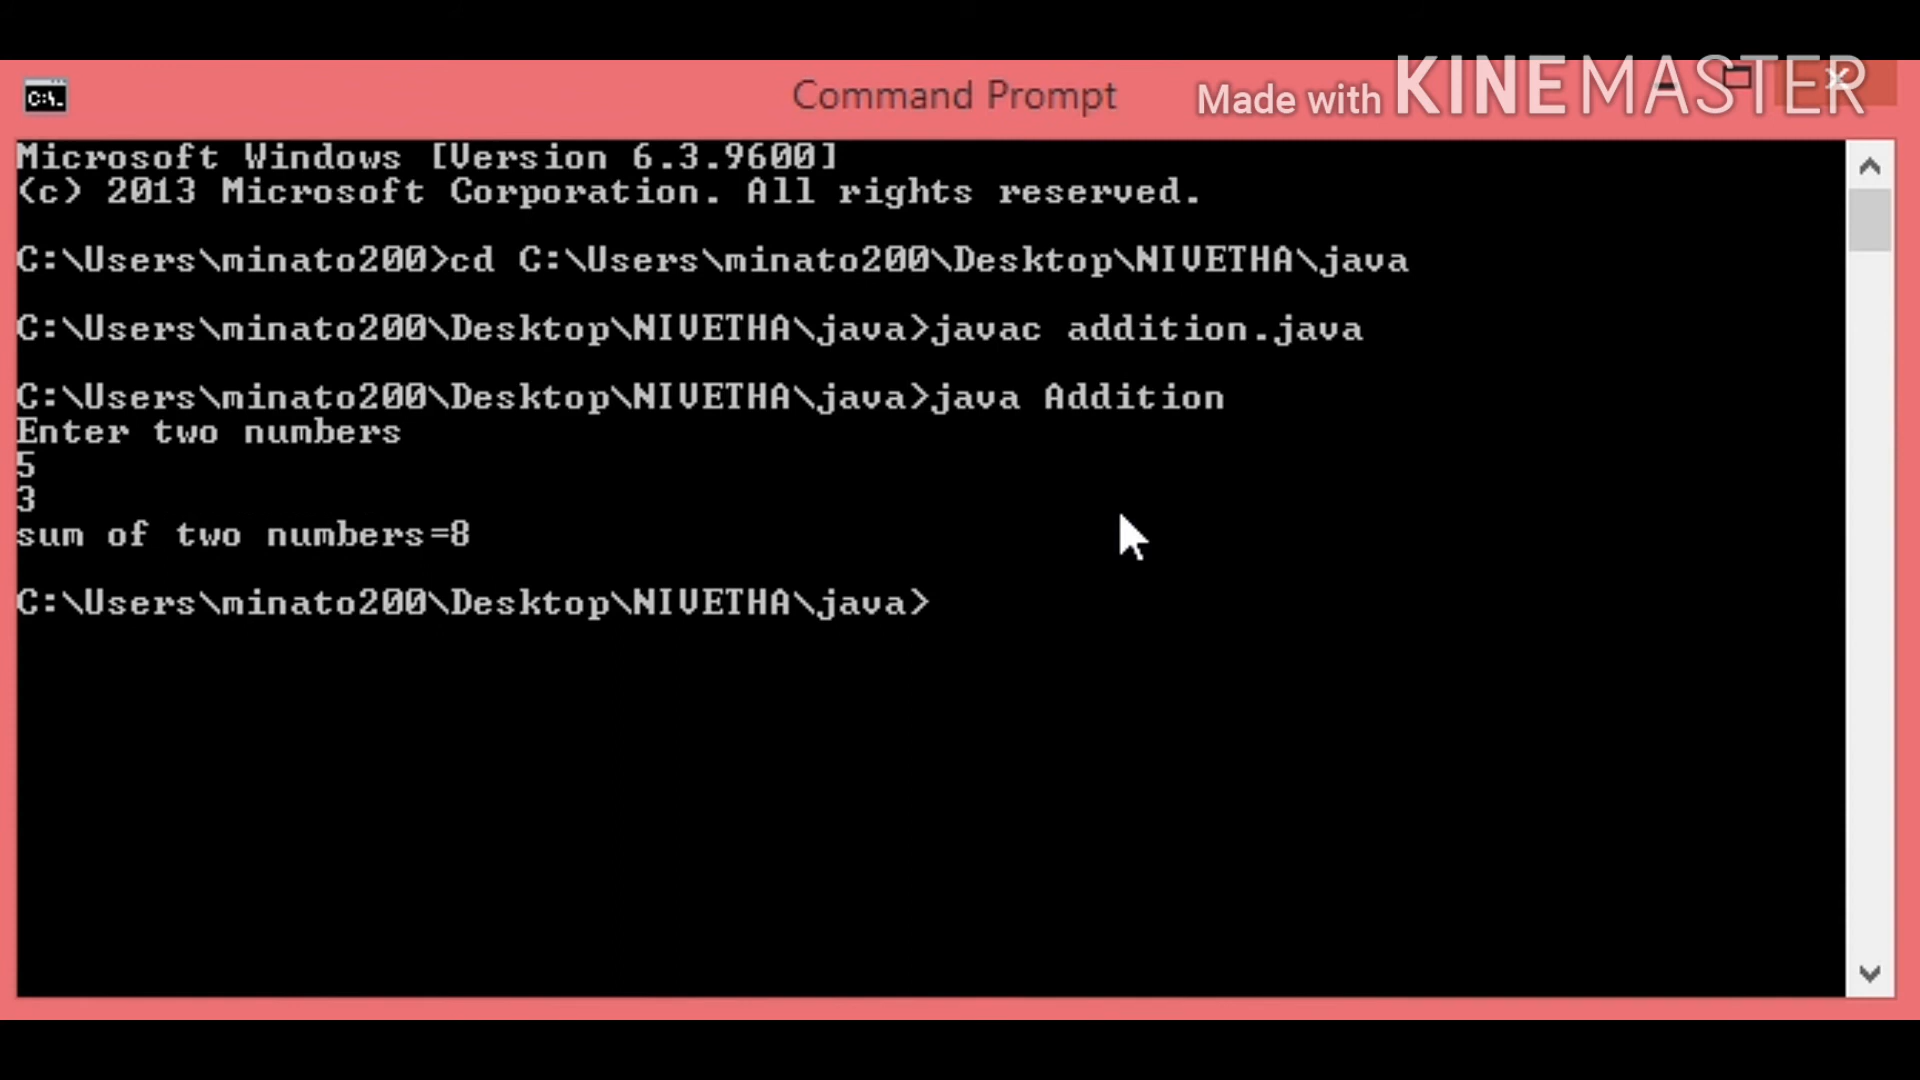 Command Prompt
Made with KINEMASTER
C:\.
Microsoft Windows [Version 6.3.9600]
(c) 2013 Microsoft Corporation. All rights reserved.
C:\Users\minato200>cd C:\Users\minato200\Desktop\NIVETHA\java
C:\Users\minato200\Desktop\NIVETHA\java>javac addition.java
C:\Users\minato200\Desktop\NIVETHA\java>java Addition
Enter two numbers
5
3
sum of two numbers=8
C:\Users\minato200\Desktop\NIVETHA\java>